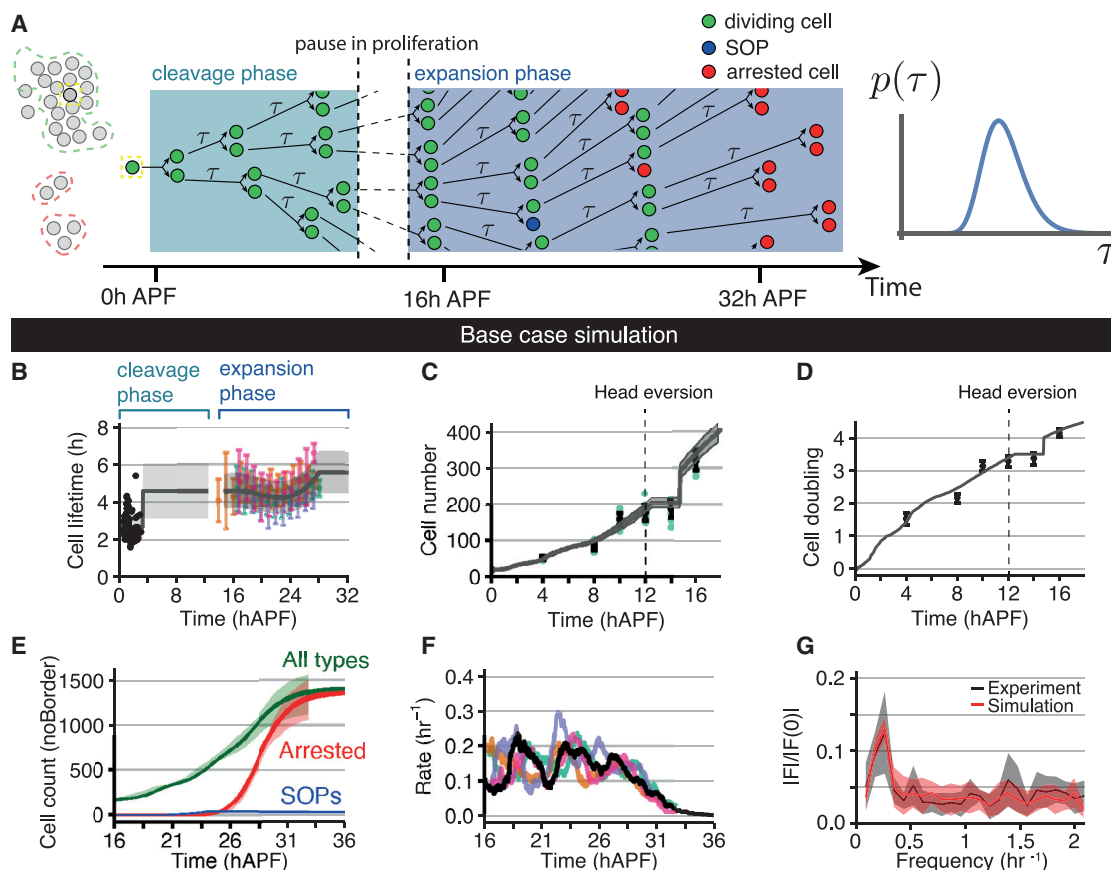 A
dividing cell
SOP
arrested cell
pause in proliferation
cleavage phase
expansion phase
p(τ)
τ
τ
τ
τ
τ
τ
τ
τ
τ
τ
τ
τ
τ
τ
0h APF
16h APF
32h APF
Time
Base case simulation
B
cleavage
phase
expansion
phase
Cell lifetime (h)
8
6
4
2
0
0
8
16
24
32
Time (hAPF)
C
Head eversion
Cell number
400
300
200
100
0
0
4
8
12
16
Time (hAPF)
D
Head eversion
Cell doubling
4
3
2
1
0
0
4
8
12
16
Time (hAPF)
E
All types
Arrested
SOPs
Cell count (noBorder)
1500
1000
500
0
16
21
26
31
36
Time (hAPF)
F
Rate (hr⁻¹)
0.4
0.3
0.2
0.1
0.0
16
21
26
31
36
Time (hAPF)
G
Experiment
Simulation
|F|/|F(0)|
0.2
0.1
0.0
0
0.5
1
1.5
2
Frequency (hr⁻¹)